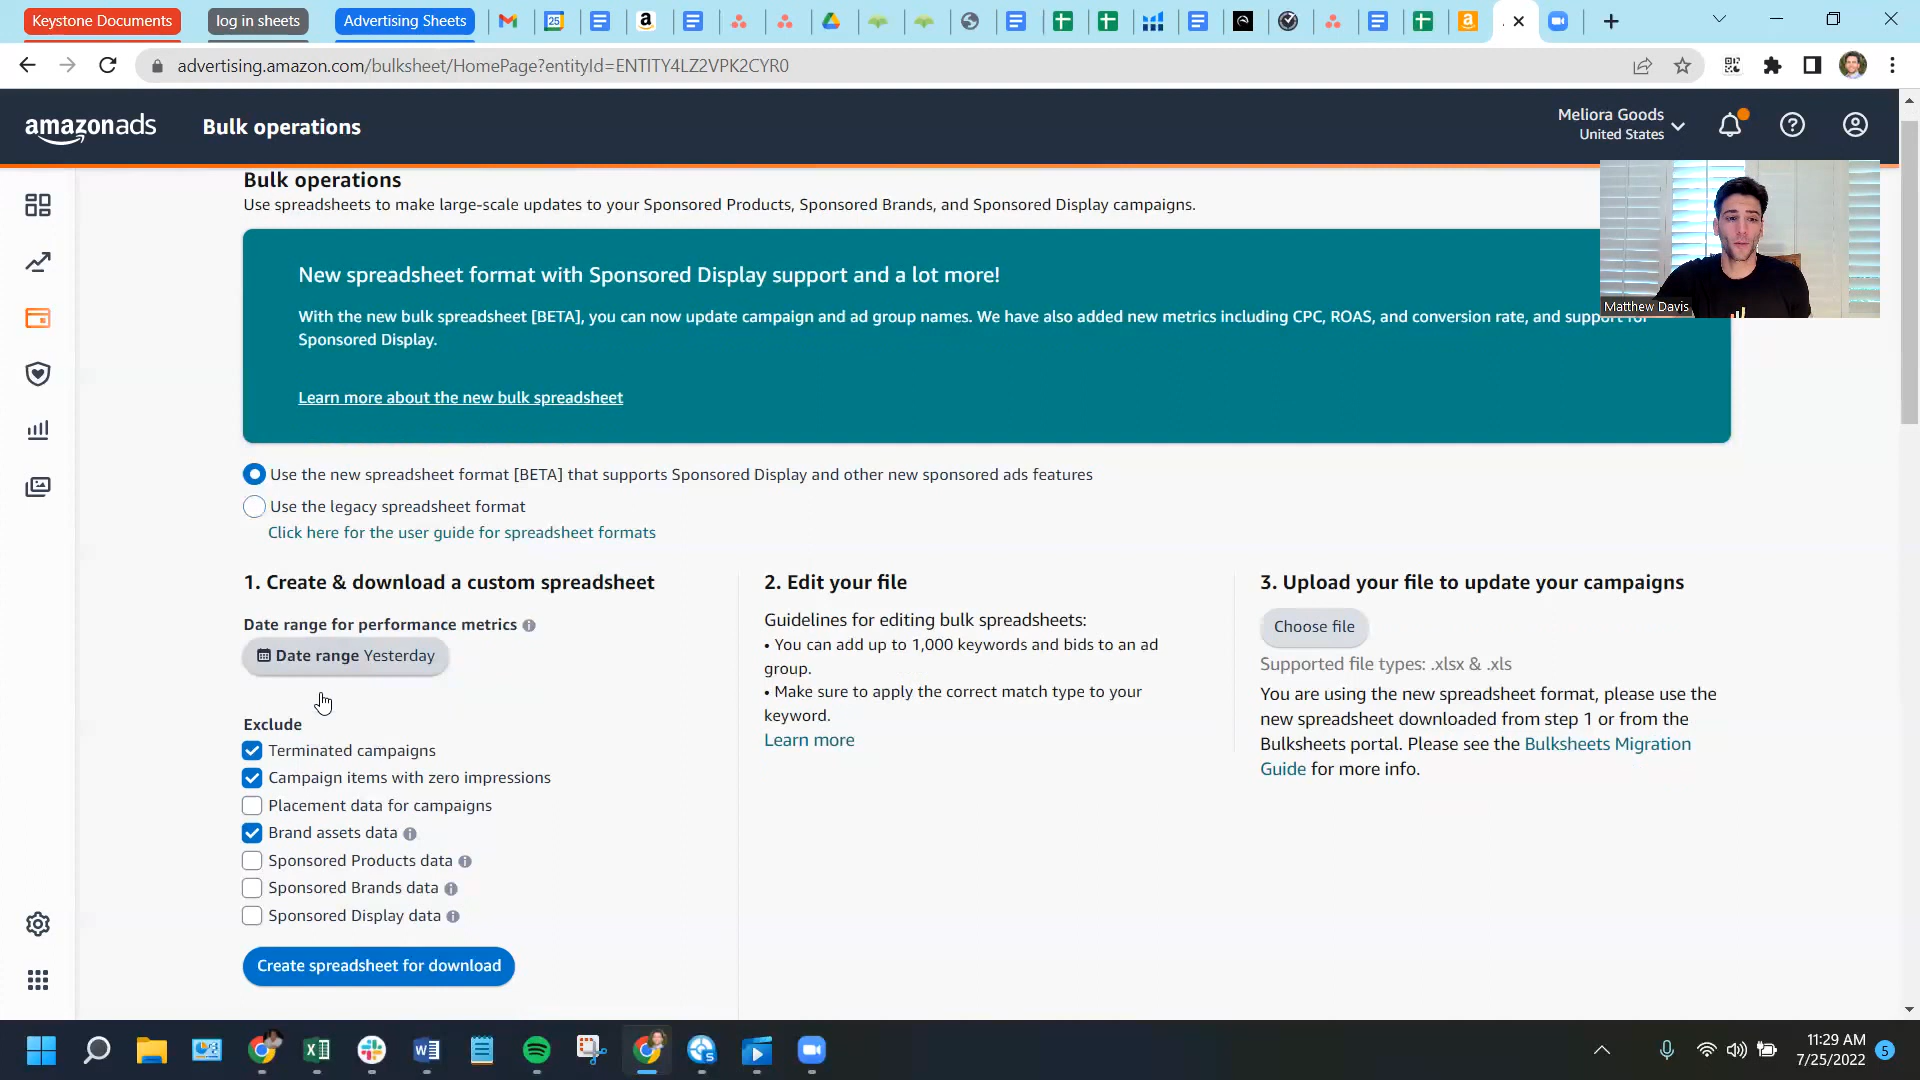 Keystone Documents
log in sheets
Advertising Sheets
25
advertising.amazon.com/bulksheet/HomePage?entityId=ENTITY4LZ2VPK2CYR0
amazonads
Bulk operations
Meliora Goods
United States
Bulk operations
Use spreadsheets to make large-scale updates to your Sponsored Products, Sponsored Brands, and Sponsored Display campaigns.
New spreadsheet format with Sponsored Display support and a lot more!
With the new bulk spreadsheet [BETA], you can now update campaign and ad group names. We have also added new metrics including CPC, ROAS, and conversion rate, and support for
Sponsored Display.
Matthew Davis
Learn more about the new bulk spreadsheet
Use the new spreadsheet format [BETA] that supports Sponsored Display and other new sponsored ads features
Use the legacy spreadsheet format
Click here for the user guide for spreadsheet formats
1. Create & download a custom spreadsheet
Date range for performance metrics
Date range Yesterday
Exclude
Terminated campaigns
Campaign items with zero impressions
Placement data for campaigns
Brand assets data
Sponsored Products data
Sponsored Brands data
Sponsored Display data
Create spreadsheet for download
2. Edit your file
Guidelines for editing bulk spreadsheets:
• You can add up to 1,000 keywords and bids to an ad
group.
• Make sure to apply the correct match type to your
keyword.
Learn more
3. Upload your file to update your campaigns
Choose file
Supported file types: .xlsx & .xls
You are using the new spreadsheet format, please use the
new spreadsheet downloaded from step 1 or from the
Bulksheets portal. Please see the Bulksheets Migration
Guide for more info.
11:29 AM
7/25/2022
5